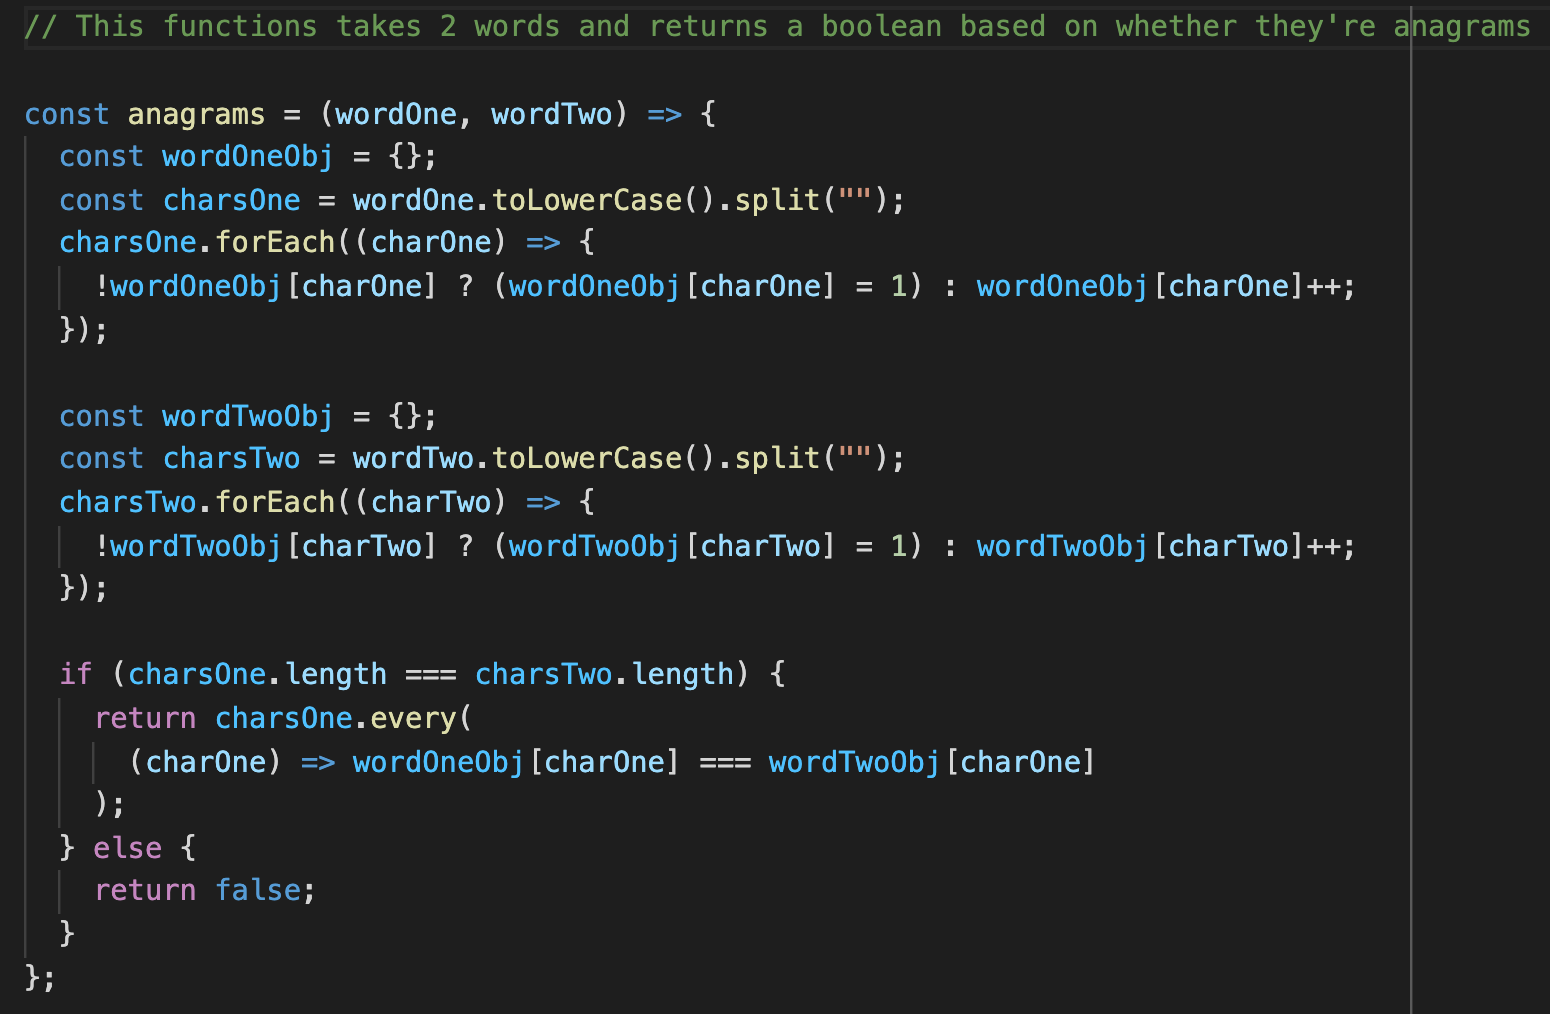 // This functions takes 2 words and returns a boolean based on whether they're anagrams
const anagrams = (wordOne, wordTwo) => {
const wordOneObj = {};
const charsOne = wordOne.toLowerCase().split("");
charsOne.forEach((charOne) => {
!wordOneObj[charOne] ? (wordOneObj[charOne] = 1) : wordOneObj[charOne]++;
});
const wordTwoObj = {};
const charsTwo = wordTwo.toLowerCase().split("");
charsTwo.forEach((charTwo) => {
!wordTwoObj[charTwo] ? (wordTwoObj[charTwo] = 1) : wordTwoObj[charTwo]++;
});
if (charsOne.length === charsTwo.length) {
return charsOne.every(
(charOne) => wordOneObj[charOne] === wordTwoObj[charOne]
);
} else {
return false;
}
};